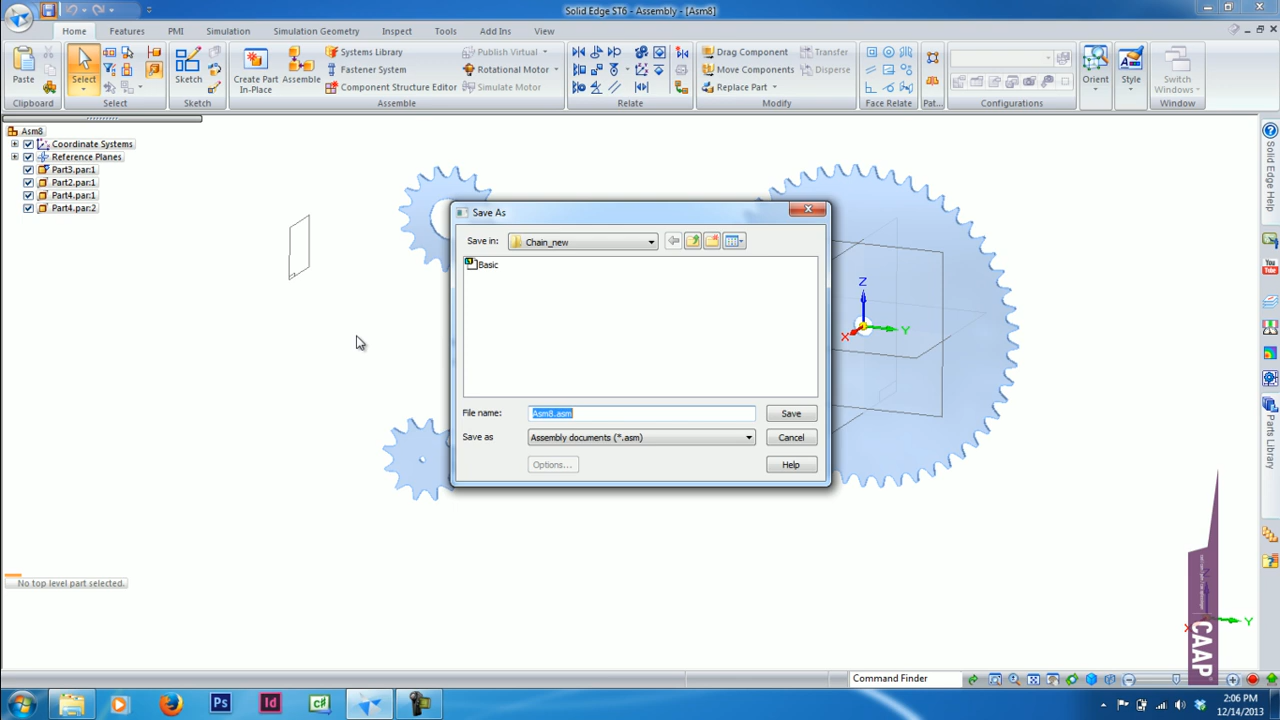 Solid Edge ST6 - Assembly - [Asm8]
Home Features PMI Simulation Simulation Geometry Inspect Tools Add Ins View
Paste
Clipboard
Select
Select
Sketch
Sketch
Create Part In-Place
Assemble
Systems Library
Fastener System
Component Structure Editor
Publish Virtual
Rotational Motor
Simulate Motor
Assemble
Relate
Drag Component
Move Components
Replace Part
Transfer
Disperse
Modify
Face Relate
Pat...
Configurations
Orient
Style
Switch Windows
Window
Asm8
Coordinate Systems
Reference Planes
Part3.par:1
Part2.par:1
Part4.par:1
Part4.par:2
Save As
Save in: Chain_new
Basic
File name: Asm8.asm Save
Save as Assembly documents (*.asm) Cancel
Options... Help
Z
X
Y
Solid Edge Help
You Tube
Parts Library
No top level part selected.
Y
CAAP
Command Finder
Ps
Id
C#
2:06 PM
12/14/2013